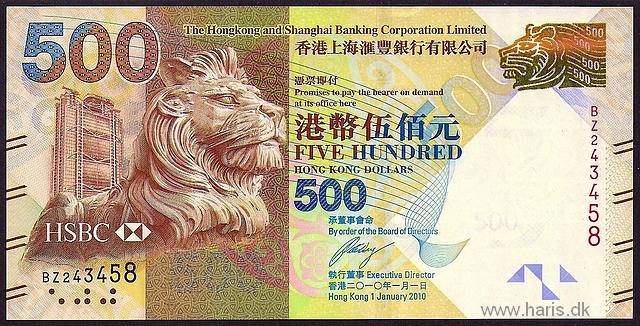 500
The Hongkong and Shanghai Banking Corporation Limited
香港上海滙豐銀行有限公司
500
500
500
500
憑票即付
Promises to pay the bearer on demand
at its office here
港幣伍佰元
FIVE HUNDRED
HONG KONG DOLLARS
500
BZ243458
500
承董事會命
By order of the Board of Directors
執行董事 Executive Director
香港二○一○年一月一日
Hong Kong 1 January 2010
HSBC
BZ243458
500
www.haris.dk